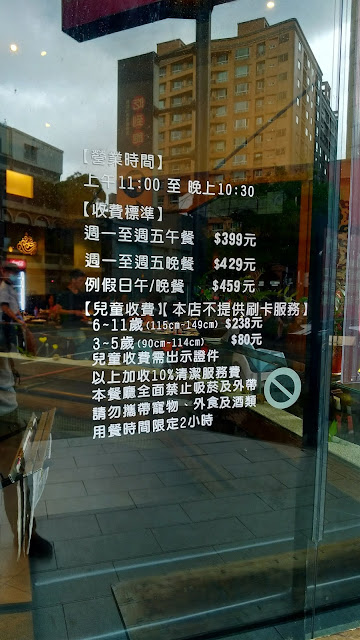 【營業時間】
上午11:00 至 晚上10:30
【收費標準】
週一至週五午餐 $399元
週一至週五晚餐 $429元
例假日午/晚餐 $459元
【兒童收費】【本店不提供刷卡服務】
6~11歲(115cm-149cm) $238元
3~5歲(90cm-114cm) $80元
兒童收費需出示證件
以上加收10%清潔服務費
本餐廳全面禁止吸菸及外帶
請勿攜帶寵物、外食及酒類
用餐時間限定2小時